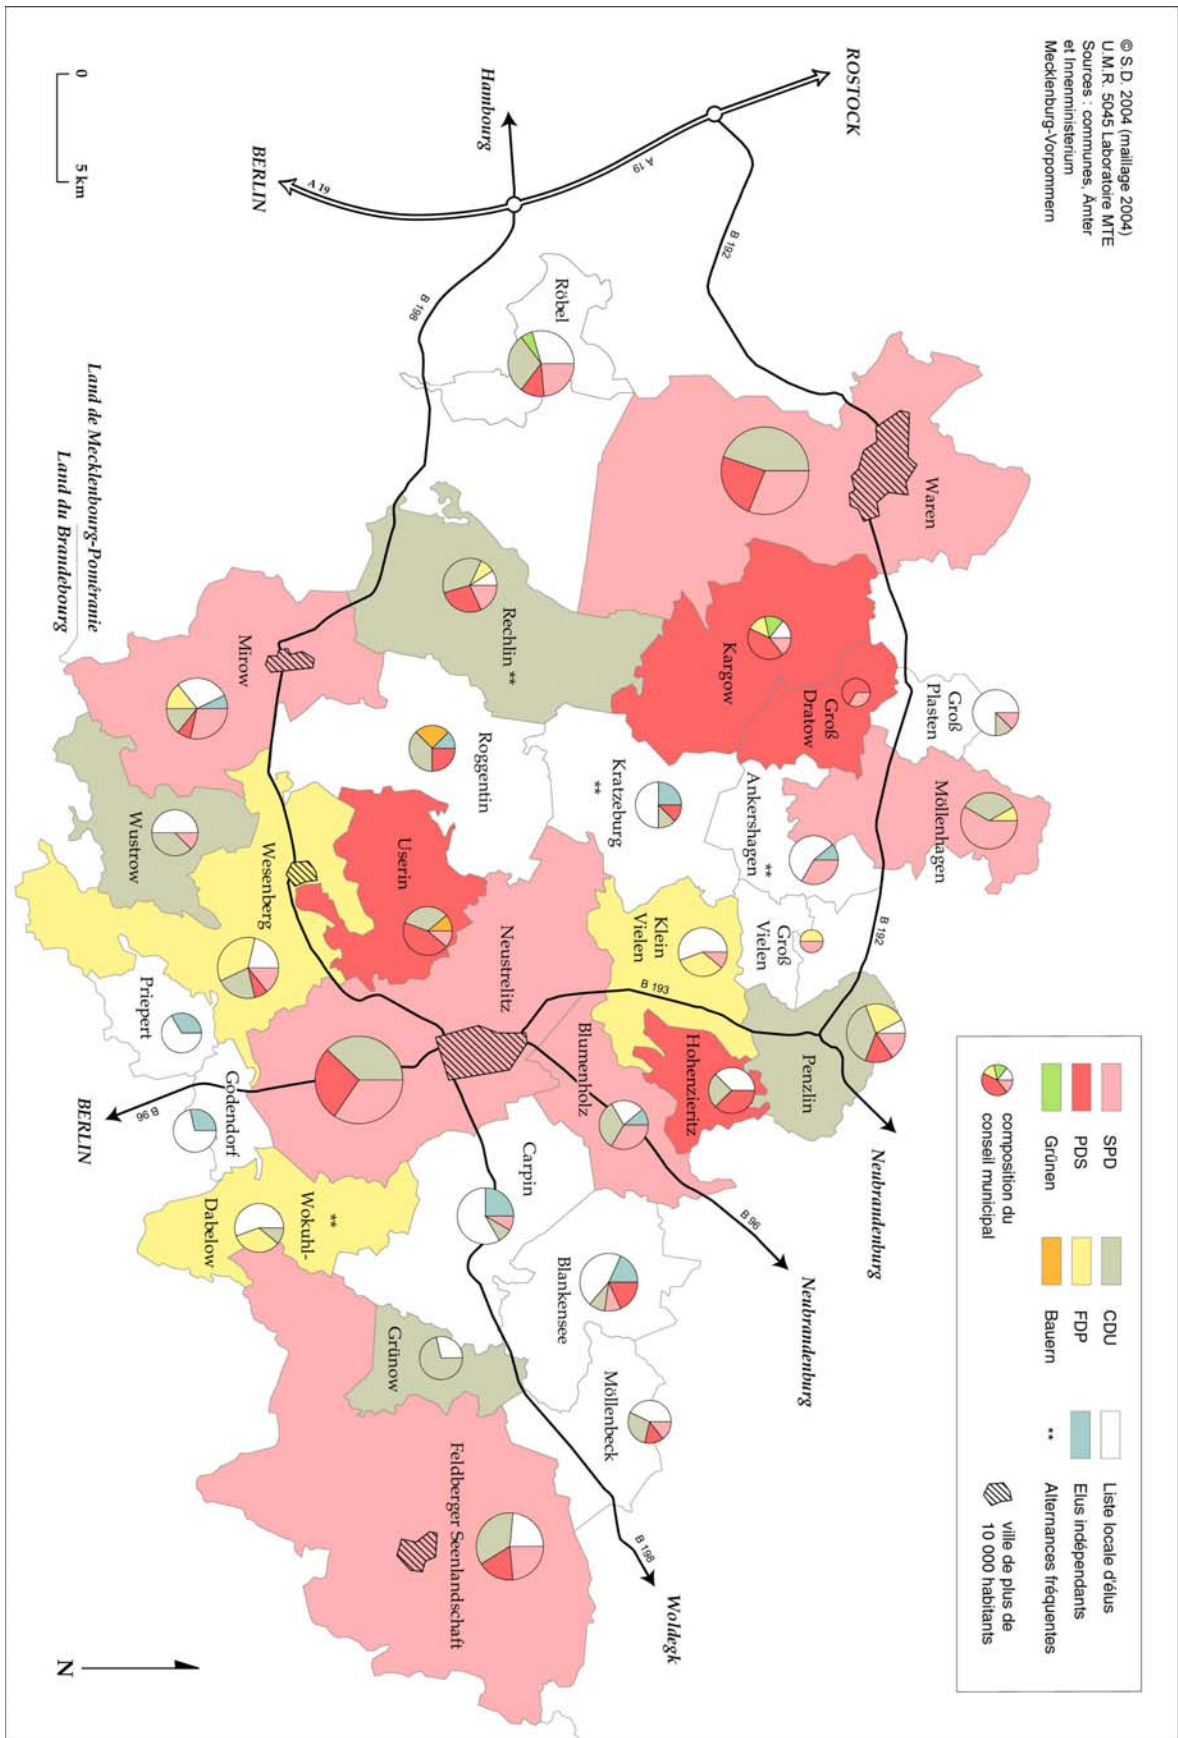 © S.D. 2004 (maillage 2004)
U.M.R. 5045 Laboratoire MTE
Sources : communes, Ämter
et Innenministerium
Mecklenburg-Vorpommern
SPD
PDS
Grünen
composition du
conseil municipal
CDU
FDP
Bauern
Liste locale d'élus
Elus indépendants
** Alternances fréquentes
ville de plus de
10 000 habitants
ROSTOCK
A 19
B 192
Hambourg
BERLIN
A 19
B 198
Röbel
Waren
Rechlin **
Kargow
Groß
Dratow
Groß
Plasten
Möllenhagen
Ankershagen
**
Kratzeburg
**
Roggentin
Mirow
Wustrow
Wesenberg
Userin
Neustrelitz
Klein
Vielen
Groß
Vielen
B 192
B 193
Penzlin
Hohenzieritz
Blumenholz
Neubrandenburg
B 96
Neubrandenburg
Priepert
Godendorf
B 96
BERLIN
Carpin
**
Wokuhl-
Dabelow
Blankensee
Grünow
Möllenbeck
B 198
Woldegk
Feldberger Seenlandschaft
Land de Mecklenbourg-Poméranie
Land du Brandebourg
0
5 km
N